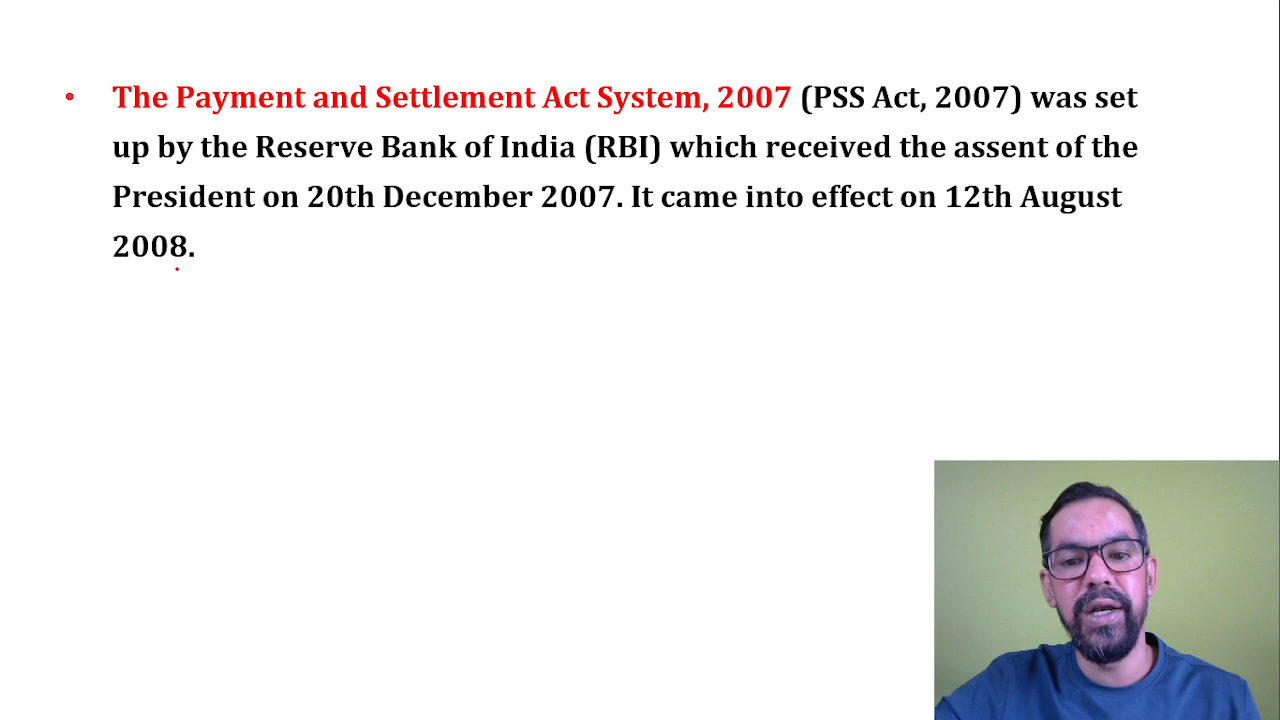 • The Payment and Settlement Act System, 2007 (PSS Act, 2007) was set
up by the Reserve Bank of India (RBI) which received the assent of the
President on 20th December 2007. It came into effect on 12th August
2008.